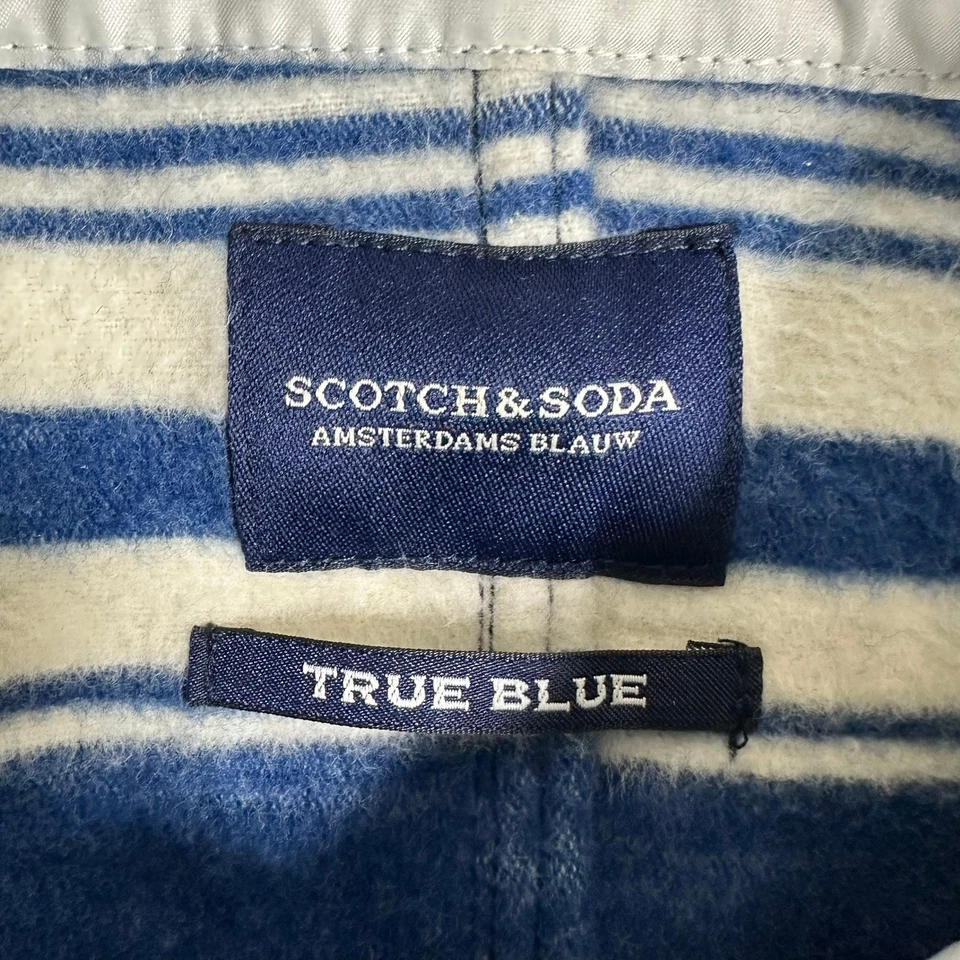 SCOTCH & SODA
AMSTERDAMS BLAUW
TRUE BLUE